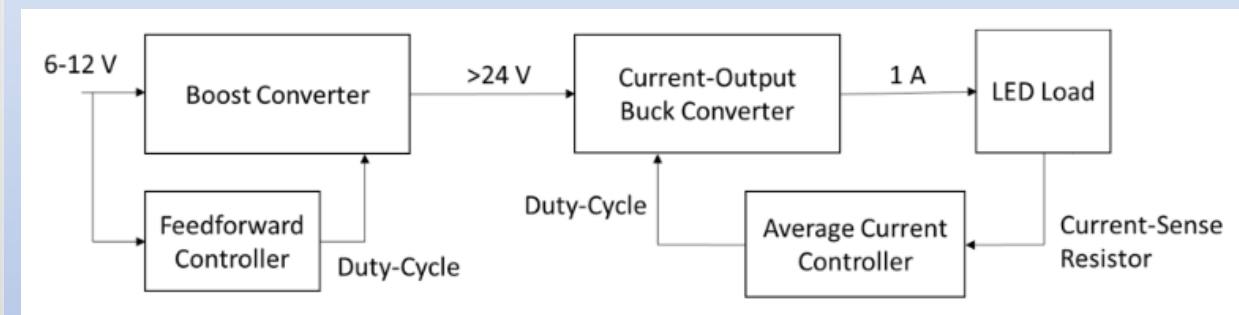 6-12 V
Boost Converter
>24 V
Current-Output
Buck Converter
1 A
LED Load
Feedforward
Controller
Duty-Cycle
Duty-Cycle
Average Current
Controller
Current-Sense
Resistor